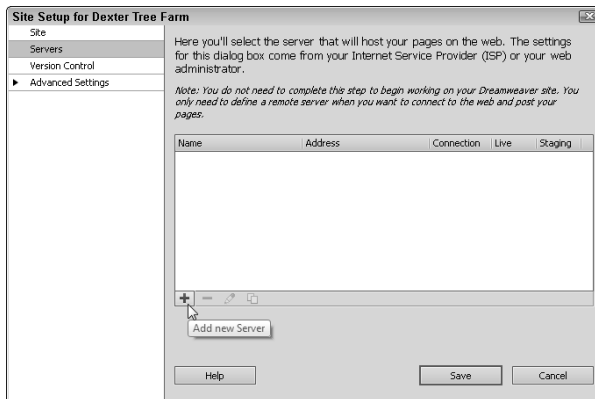 Site Setup for Dexter Tree Farm
Site
Servers
Version Control
Advanced Settings
Here you'll select the server that will host your pages on the web. The settings
for this dialog box come from your Internet Service Provider (ISP) or your web
administrator.
Note: You do not need to complete this step to begin working on your Dreamweaver site. You
only need to define a remote server when you want to connect to the web and post your
pages.
Name Address Connection Live Staging
Add new Server
Help Save Cancel